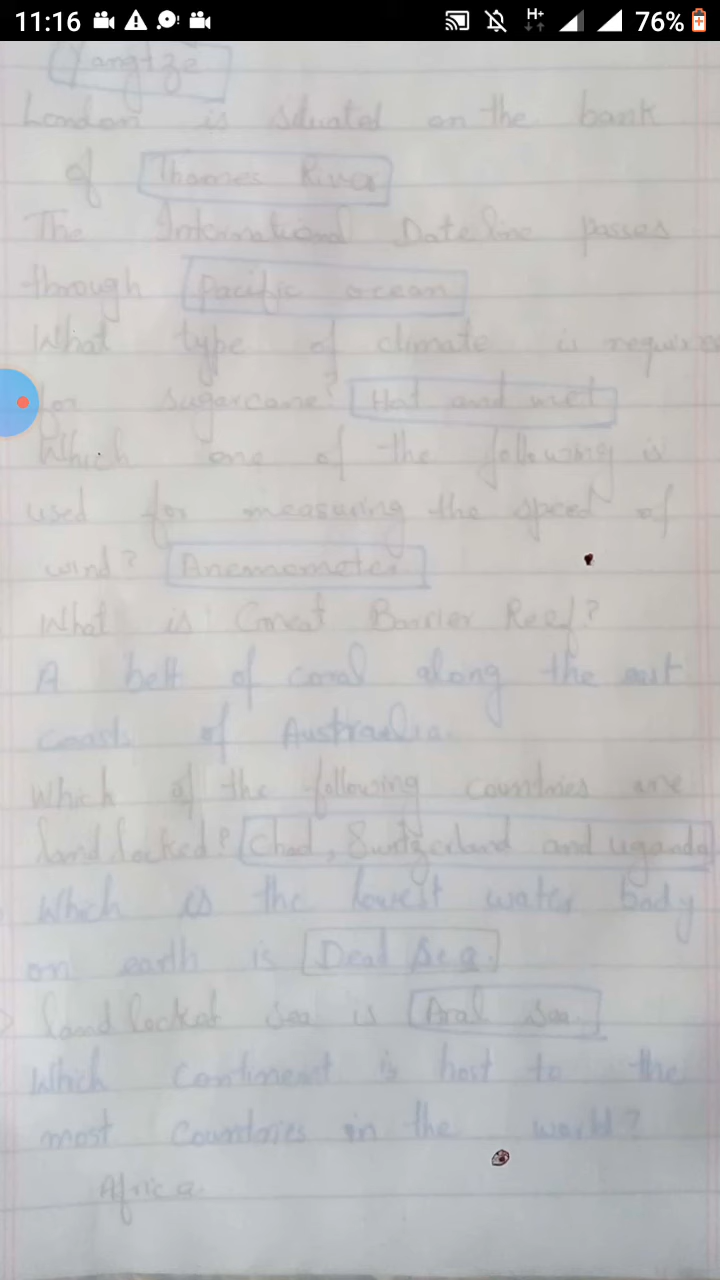 11:16 H+ 76%
Yangtze
London is situated on the bank
of Thames River
The International Date line passes
through Pacific ocean
What type of climate is require
for sugarcane? Hot and wet
Which one of the following is
used for measuring the speed of
wind? Anemometer
What is Great Barrier Reef?
A belt of coral along the east
coasts of Australia.
Which of the following countries are
land locked? Chad, Switzerland and uganda
Which is the lowest water body
on earth is Dead Sea.
land locked sea is Aral Sea.
Which continent is host to the
most countries in the world?
Africa.